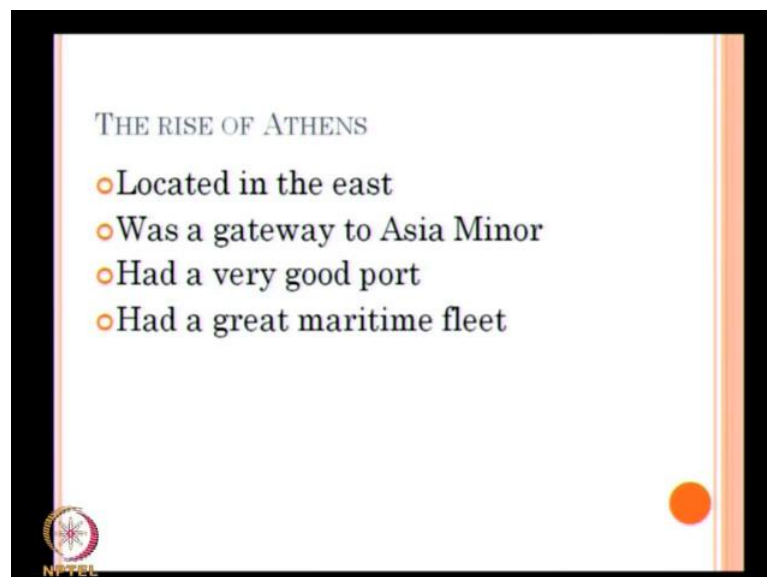 THE RISE OF ATHENS
Located in the east
Was a gateway to Asia Minor
Had a very good port
Had a great maritime fleet
NPTEL